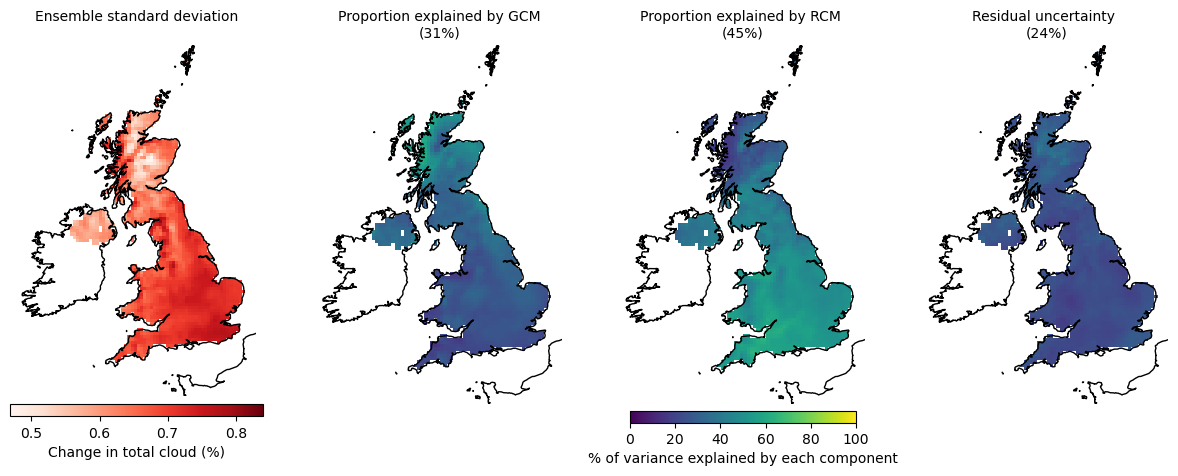 Ensemble standard deviation
Proportion explained by GCM
(31%)
Proportion explained by RCM
(45%)
Residual uncertainty
(24%)
0.5 0.6 0.7 0.8
Change in total cloud (%)
0 20 40 60 80 100
% of variance explained by each component